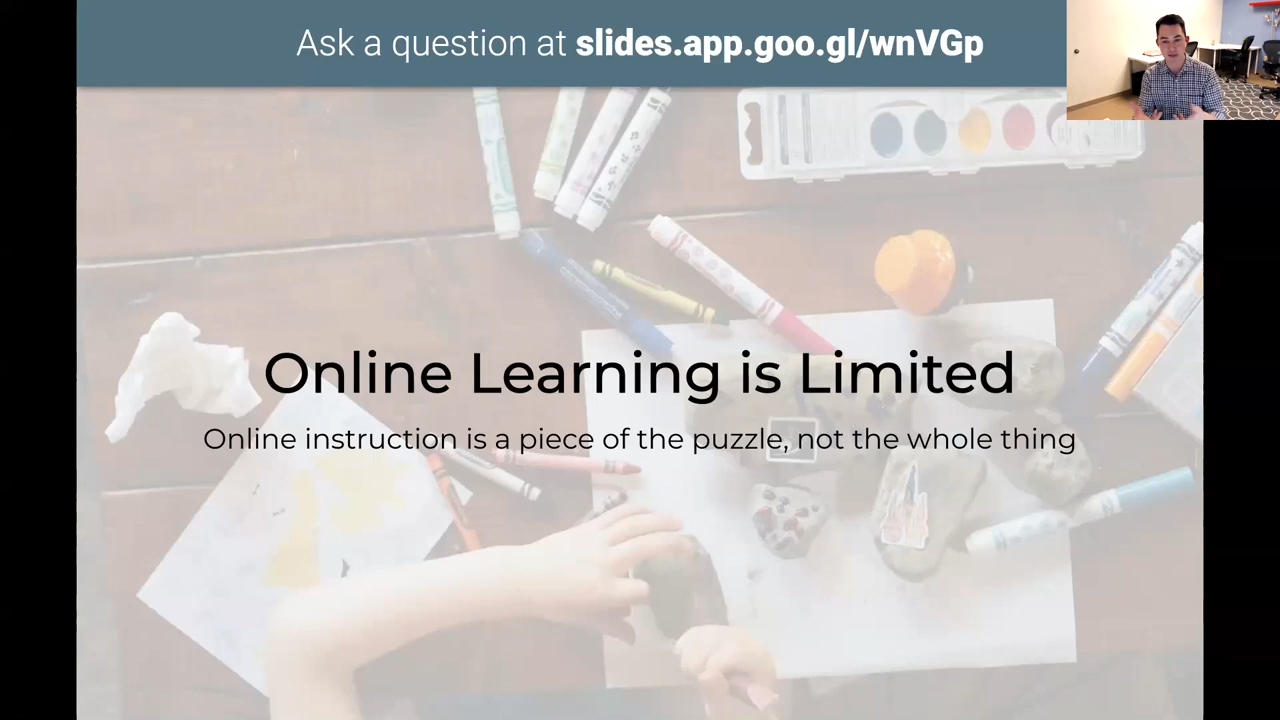 Ask a question at slides.app.goo.gl/wnVGp
Online Learning is Limited
Online instruction is a piece of the puzzle, not the whole thing